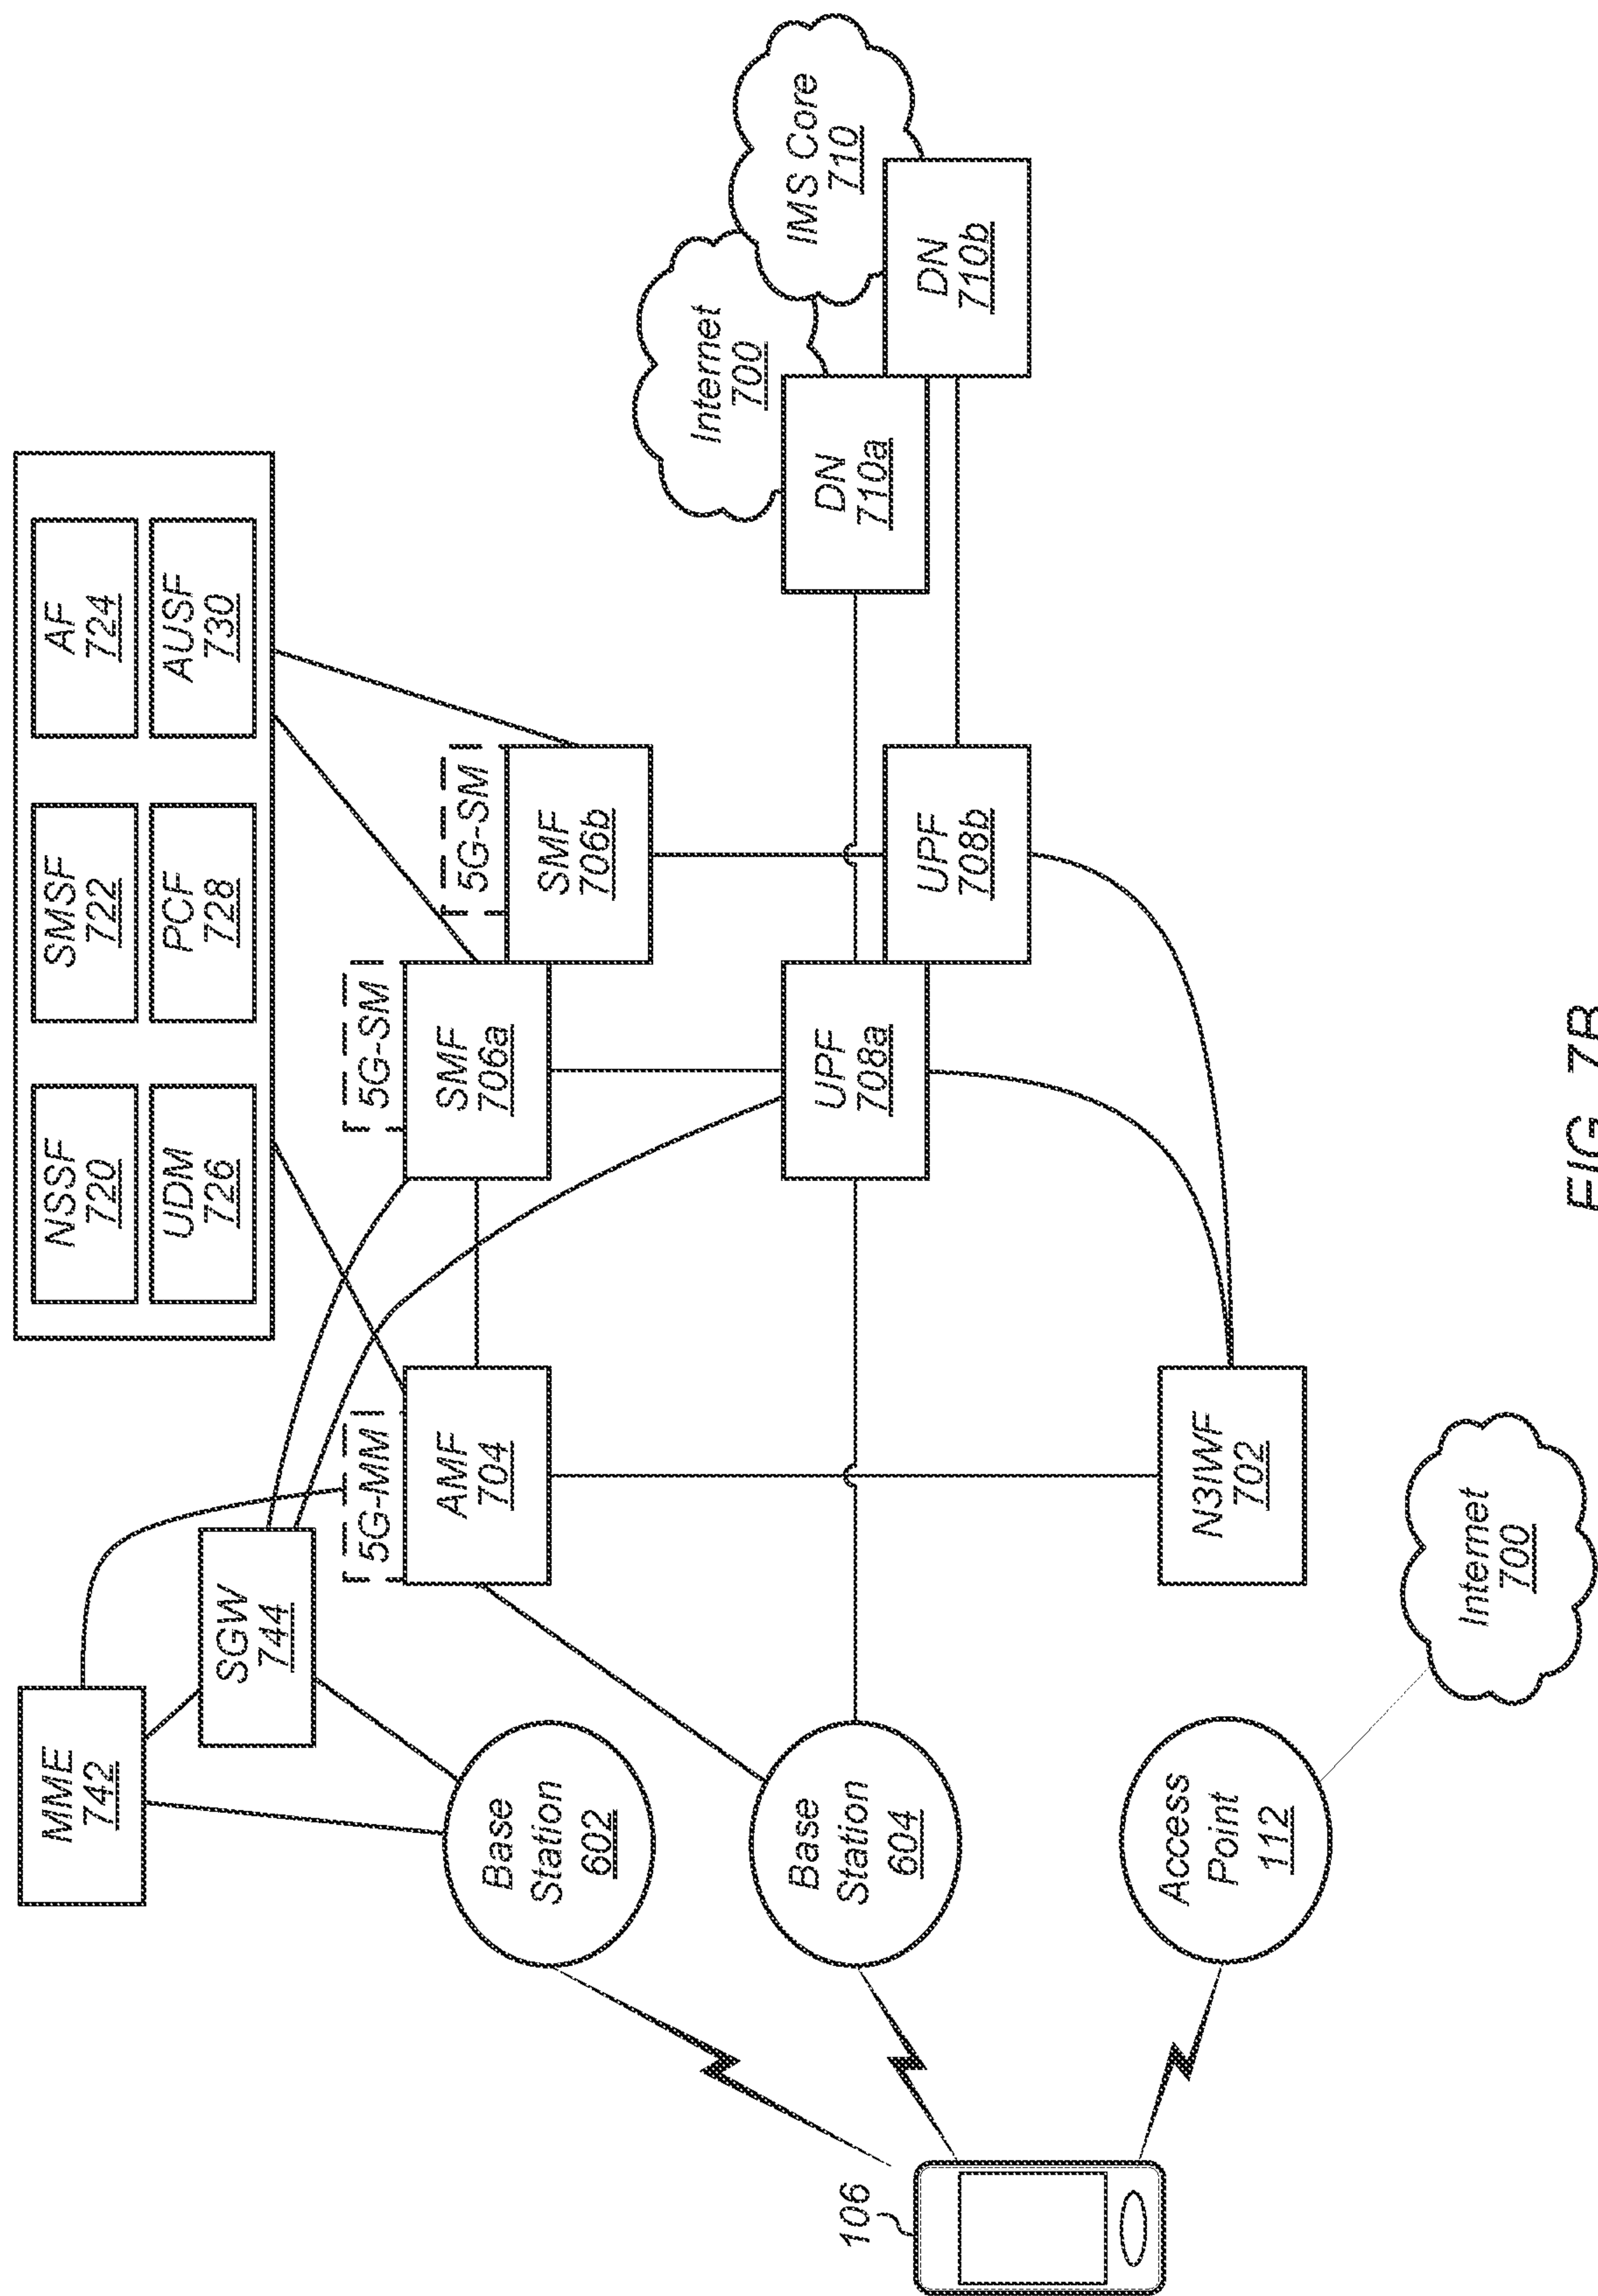 MME
742
SGW
744
NSSF
720
SMSF
722
AF
724
UDM
726
PCF
728
AUSF
730
5G-MM
AMF
704
5G-SM
SMF
706a
5G-SM
SMF
706b
Base
Station
602
Base
Station
604
UPF
708a
UPF
708b
DN
710a
DN
710b
Internet
700
IMS Core
710
106
Access
Point
112
N3IWF
702
Internet
700
FIG. 7B